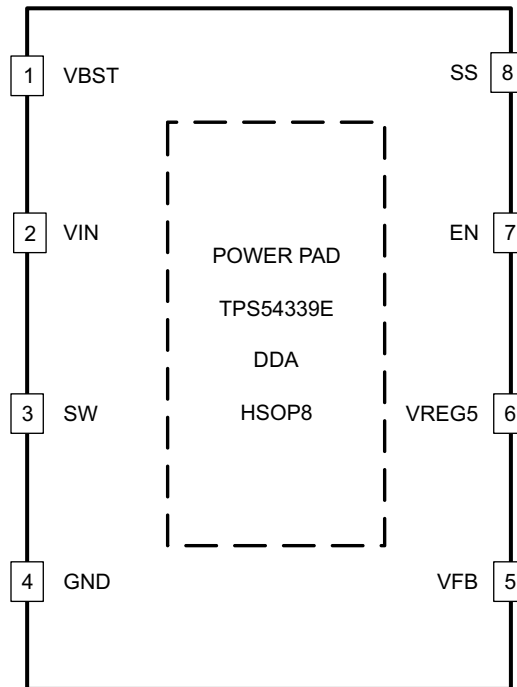 1 VBST
SS 8
2 VIN
EN 7
POWER PAD
TPS54339E
DDA
HSOP8
3 SW
VREG5 6
4 GND
VFB 5